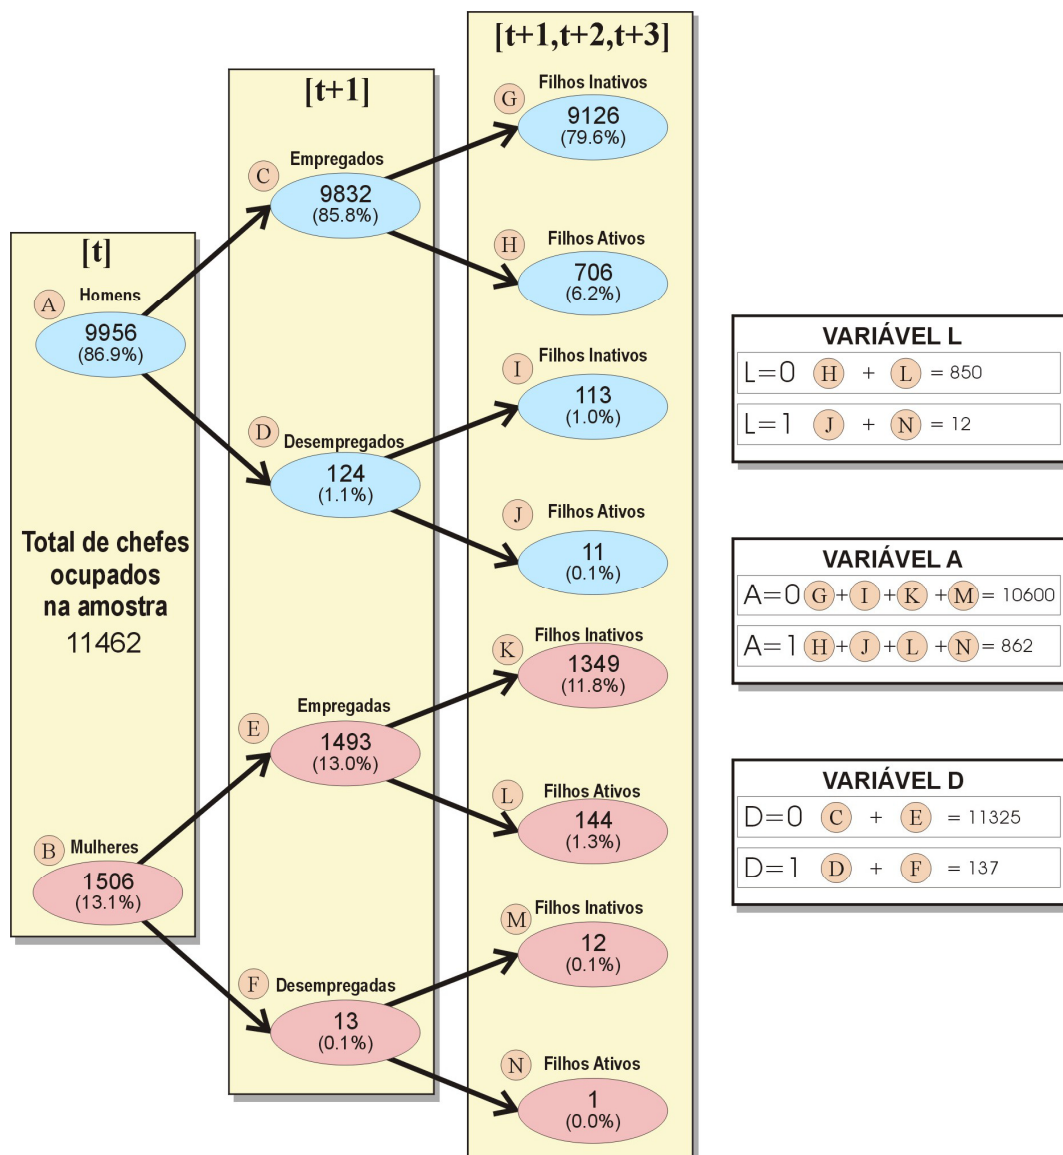 [t]
A
Homens
9956
(86.9%)
Total de chefes
ocupados
na amostra
11462
B
Mulheres
1506
(13.1%)
[t+1]
C
Empregados
9832
(85.8%)
D
Desempregados
124
(1.1%)
E
Empregadas
1493
(13.0%)
F
Desempregadas
13
(0.1%)
[t+1,t+2,t+3]
G
Filhos Inativos
9126
(79.6%)
H
Filhos Ativos
706
(6.2%)
I
Filhos Inativos
113
(1.0%)
J
Filhos Ativos
11
(0.1%)
K
Filhos Inativos
1349
(11.8%)
L
Filhos Ativos
144
(1.3%)
M
Filhos Inativos
12
(0.1%)
N
Filhos Ativos
1
(0.0%)
VARIÁVEL L
L=0 H + L = 850
L=1 J + N = 12
VARIÁVEL A
A=0 G+I+K+M= 10600
A=1 H+J+L+N= 862
VARIÁVEL D
D=0 C + E = 11325
D=1 D + F = 137